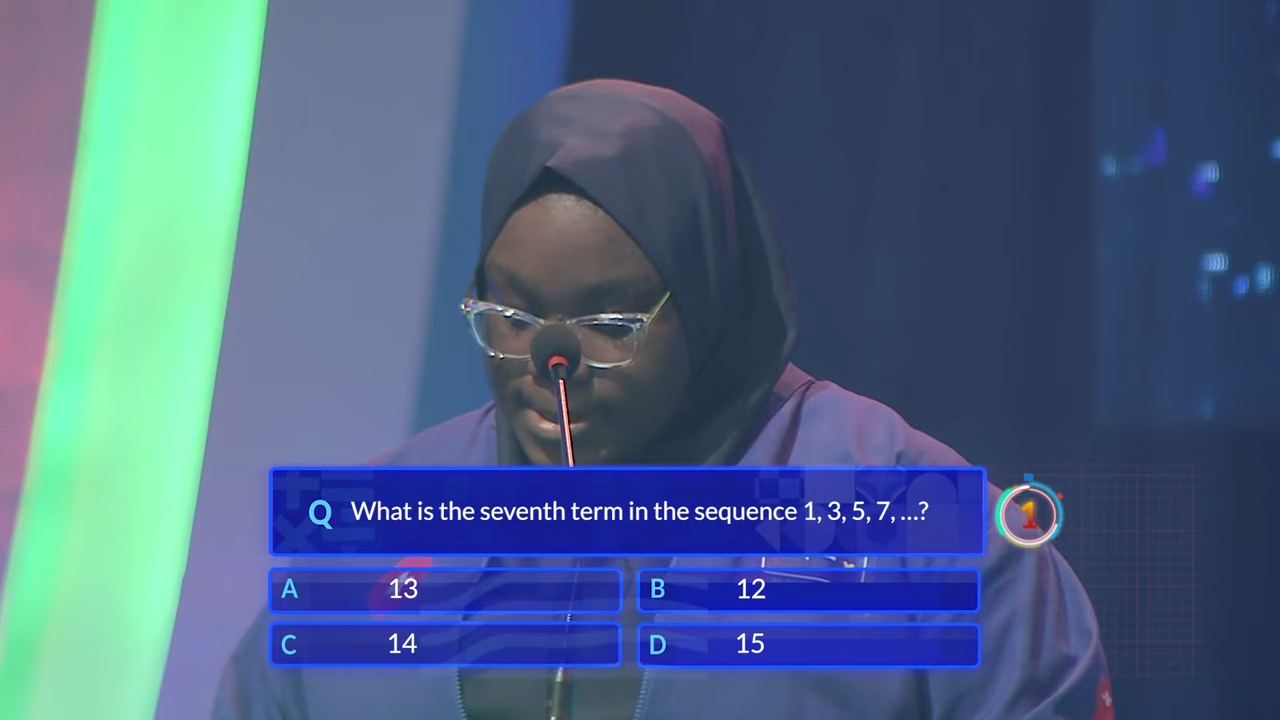 Q What is the seventh term in the sequence 1, 3, 5, 7, ...?
1
A 13
B 12
C 14
D 15